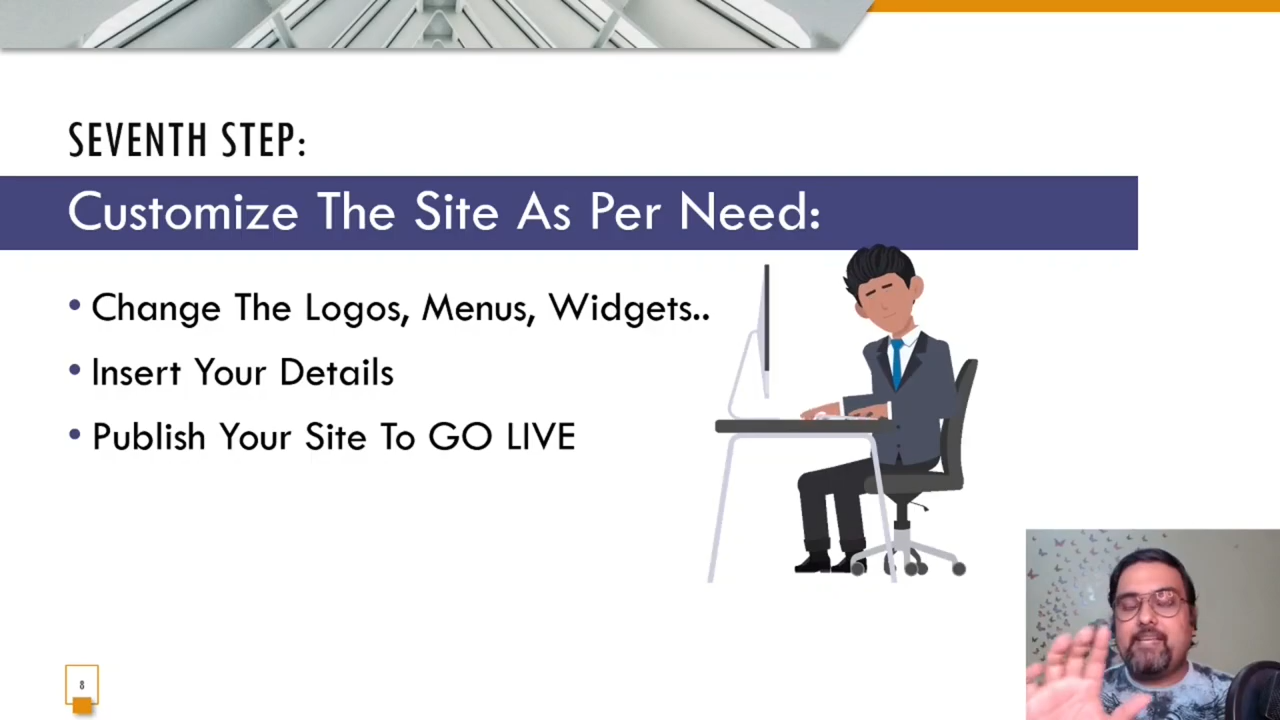 SEVENTH STEP:
Customize The Site As Per Need:
• Change The Logos, Menus, Widgets..
• Insert Your Details
• Publish Your Site To GO LIVE
8